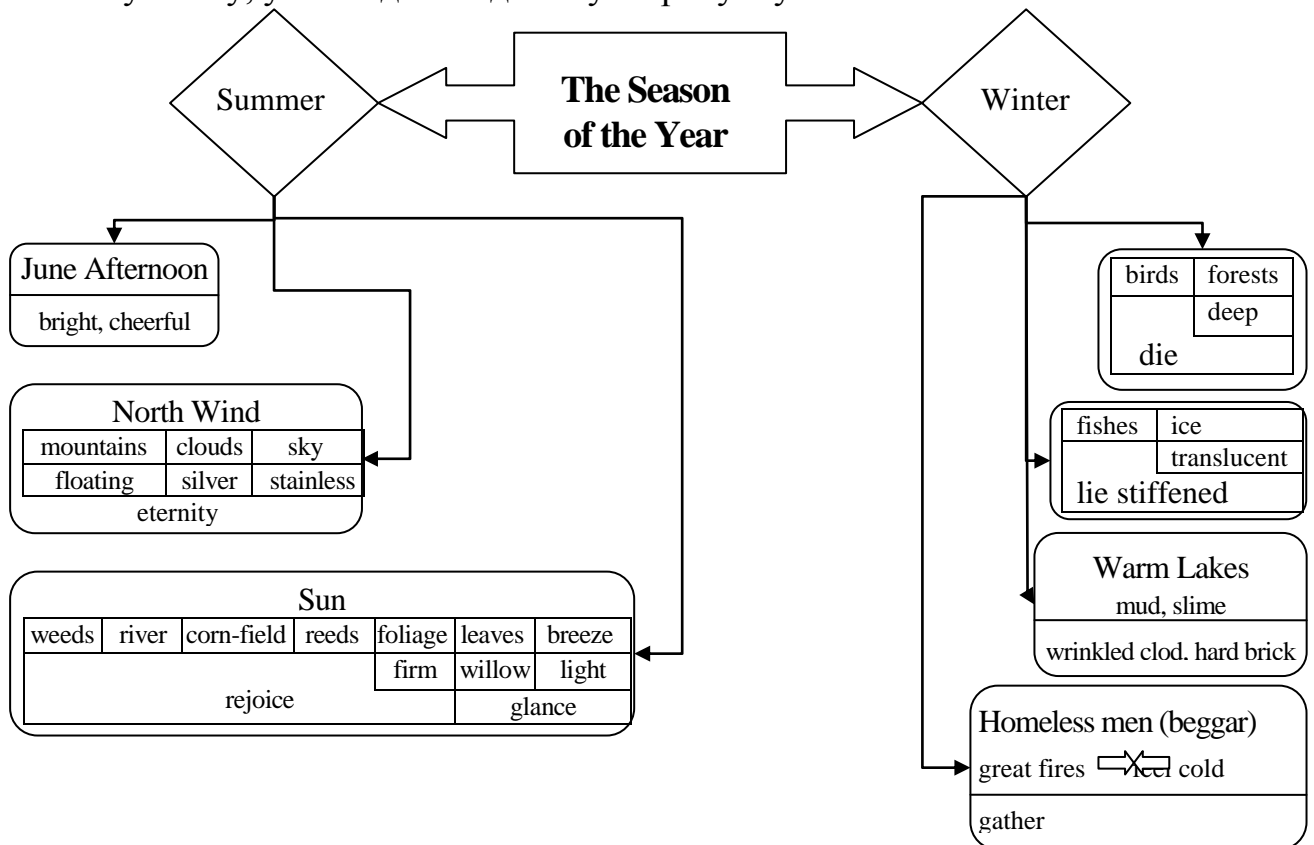 Summer
The Season
of the Year
Winter
June Afternoon
bright, cheerful
North Wind
mountains clouds sky
floating silver stainless
eternity
Sun
weeds river corn-field reeds foliage leaves breeze
firm willow light
rejoice glance
birds forests
deep
die
fishes ice
translucent
lie stiffened
Warm Lakes
mud, slime
wrinkled clod. hard brick
Homeless men (beggar)
great fires feel cold
gather